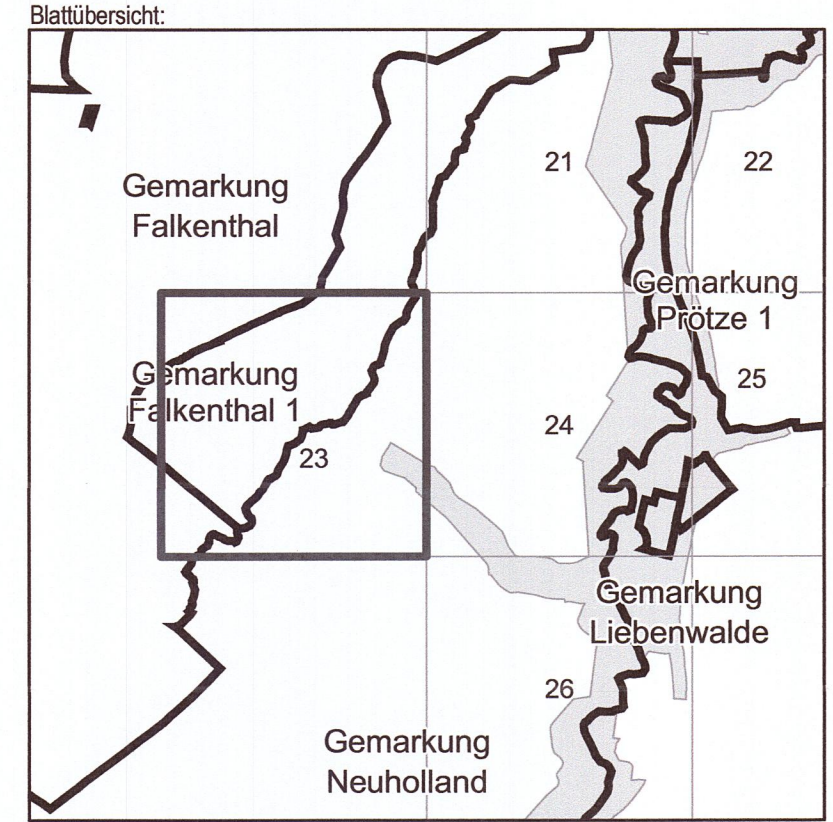 Blattübersicht:
21
22
Gemarkung
Falkenthal
Gemarkung
Prötze 1
Gemarkung
Falkenthal 1
25
24
23
Gemarkung
Liebenwalde
26
Gemarkung
Neuholland